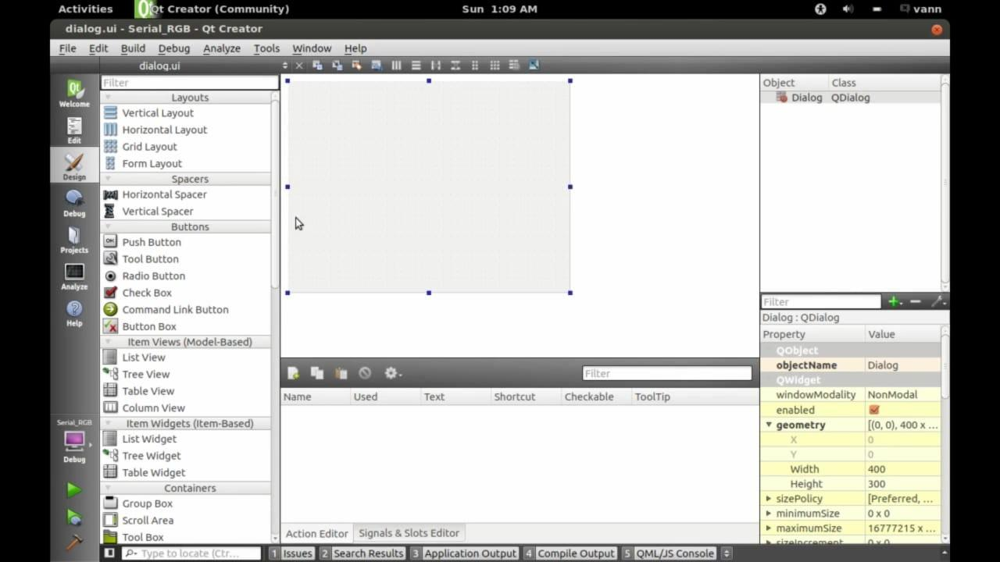 Activities Qt Creator (Community) Sun 1:09 AM vann
dialog.ui - Serial_RGB - Qt Creator
File Edit Build Debug Analyze Tools Window Help
dialog.ui
Welcome
Edit
Design
Debug
Projects
Analyze
Help
Serial_RGB
Debug
Filter
Layouts
Vertical Layout
Horizontal Layout
Grid Layout
Form Layout
Spacers
Horizontal Spacer
Vertical Spacer
Buttons
Push Button
Tool Button
Radio Button
Check Box
Command Link Button
Button Box
Item Views (Model-Based)
List View
Tree View
Table View
Column View
Item Widgets (Item-Based)
List Widget
Tree Widget
Table Widget
Containers
Group Box
Scroll Area
Tool Box
Filter
Name Used Text Shortcut Checkable ToolTip
Action Editor Signals & Slots Editor
Object Class
Dialog QDialog
Filter
Dialog : QDialog
Property Value
QObject
objectName Dialog
QWidget
windowModality NonModal
enabled
geometry [(0, 0), 400 x ...
X 0
Y 0
Width 400
Height 300
sizePolicy [Preferred, ...
minimumSize 0 x 0
maximumSize 16777215 x ...
sizeIncrement 0 x 0
Type to locate (Ctr... 1 Issues 2 Search Results 3 Application Output 4 Compile Output 5 QML/JS Console